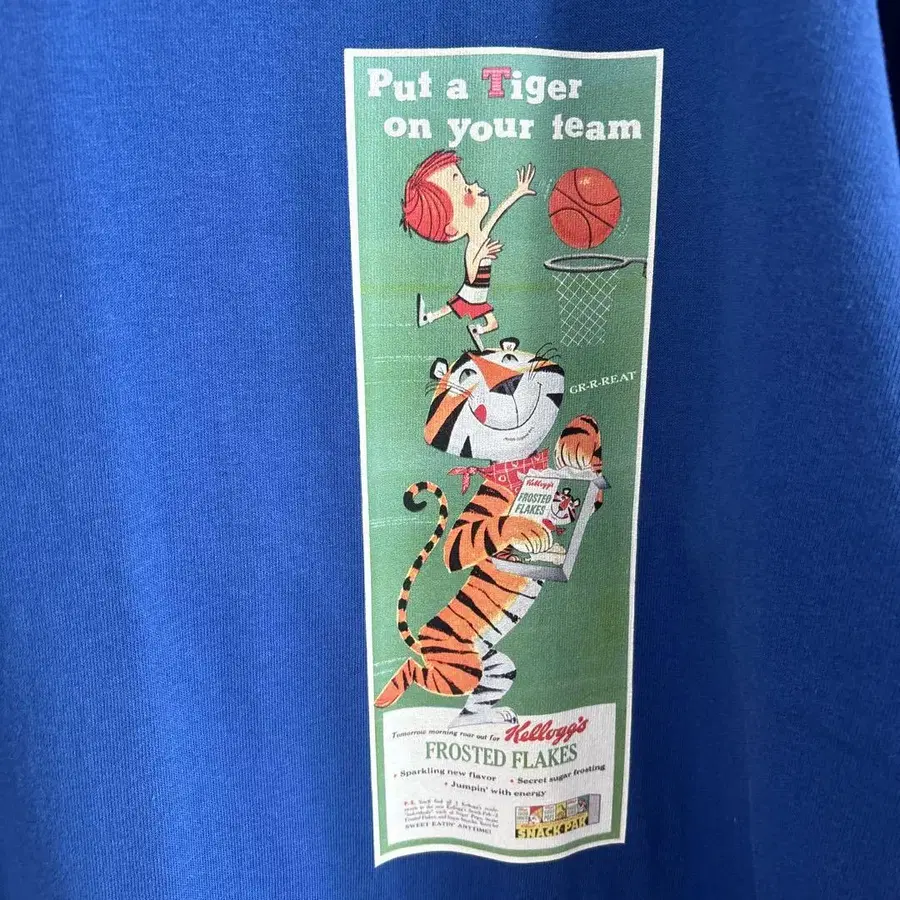 Put a Tiger
on your team
GR-R-REAT
Kellogg's
FROSTED
FLAKES
Tomorrow morning roar out for Kellogg's
FROSTED FLAKES
• Sparkling new flavor • Secret sugar frosting
• Jumpin' with energy
SWEET EATIN' ANYTIME!
SNACK-PAK